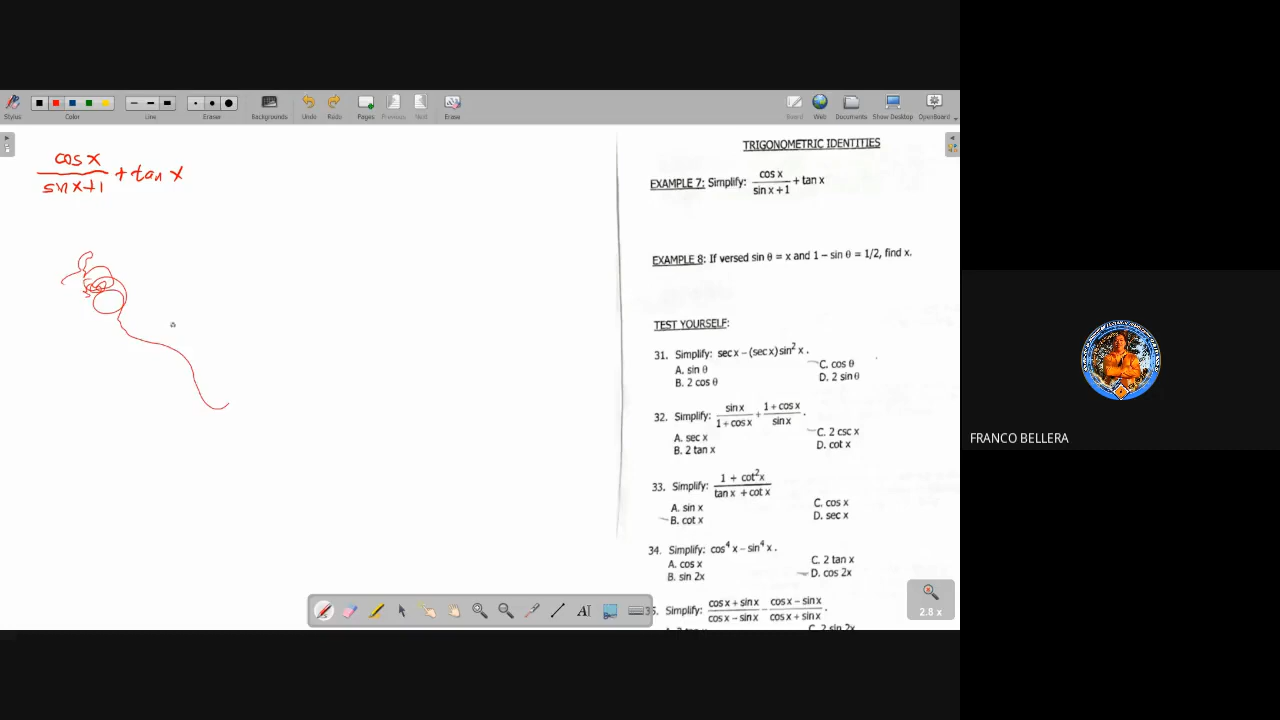 Stylus Color Line Eraser Backgrounds Undo Redo Pages Previous Next Erase Board Web Documents Show Desktop OpenBoard
cos x
sin x+1 + tan x
TRIGONOMETRIC IDENTITIES
EXAMPLE 7: Simplify: cos x / sin x + 1 + tan x
EXAMPLE 8: If versed sin θ = x and 1 – sin θ = 1/2, find x.
TEST YOURSELF:
31. Simplify: sec x – (sec x) sin² x .
A. sin θ C. cos θ
B. 2 cos θ D. 2 sin θ
32. Simplify: sin x / 1 + cos x + 1 + cos x / sin x .
A. sec x C. 2 csc x
B. 2 tan x D. cot x
33. Simplify: 1 + cot²x / tan x + cot x
A. sin x C. cos x
B. cot x D. sec x
34. Simplify: cos⁴ x – sin⁴ x .
A. cos x C. 2 tan x
B. sin 2x D. cos 2x
35. Simplify: cos x + sin x / cos x – sin x – cos x – sin x / cos x + sin x .
C. 2 sin 2x
2.8 x
FRANCO BELLERA